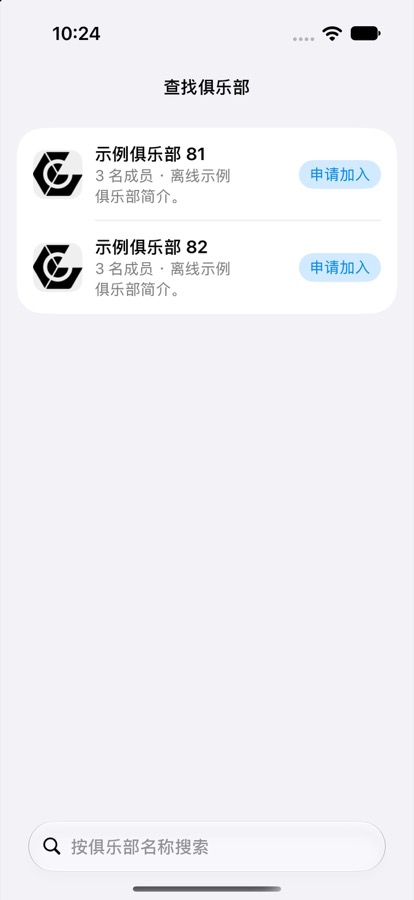 10:24
查找俱乐部
示例俱乐部 81
3 名成员 · 离线示例
俱乐部简介。
申请加入
示例俱乐部 82
3 名成员 · 离线示例
俱乐部简介。
申请加入
按俱乐部名称搜索